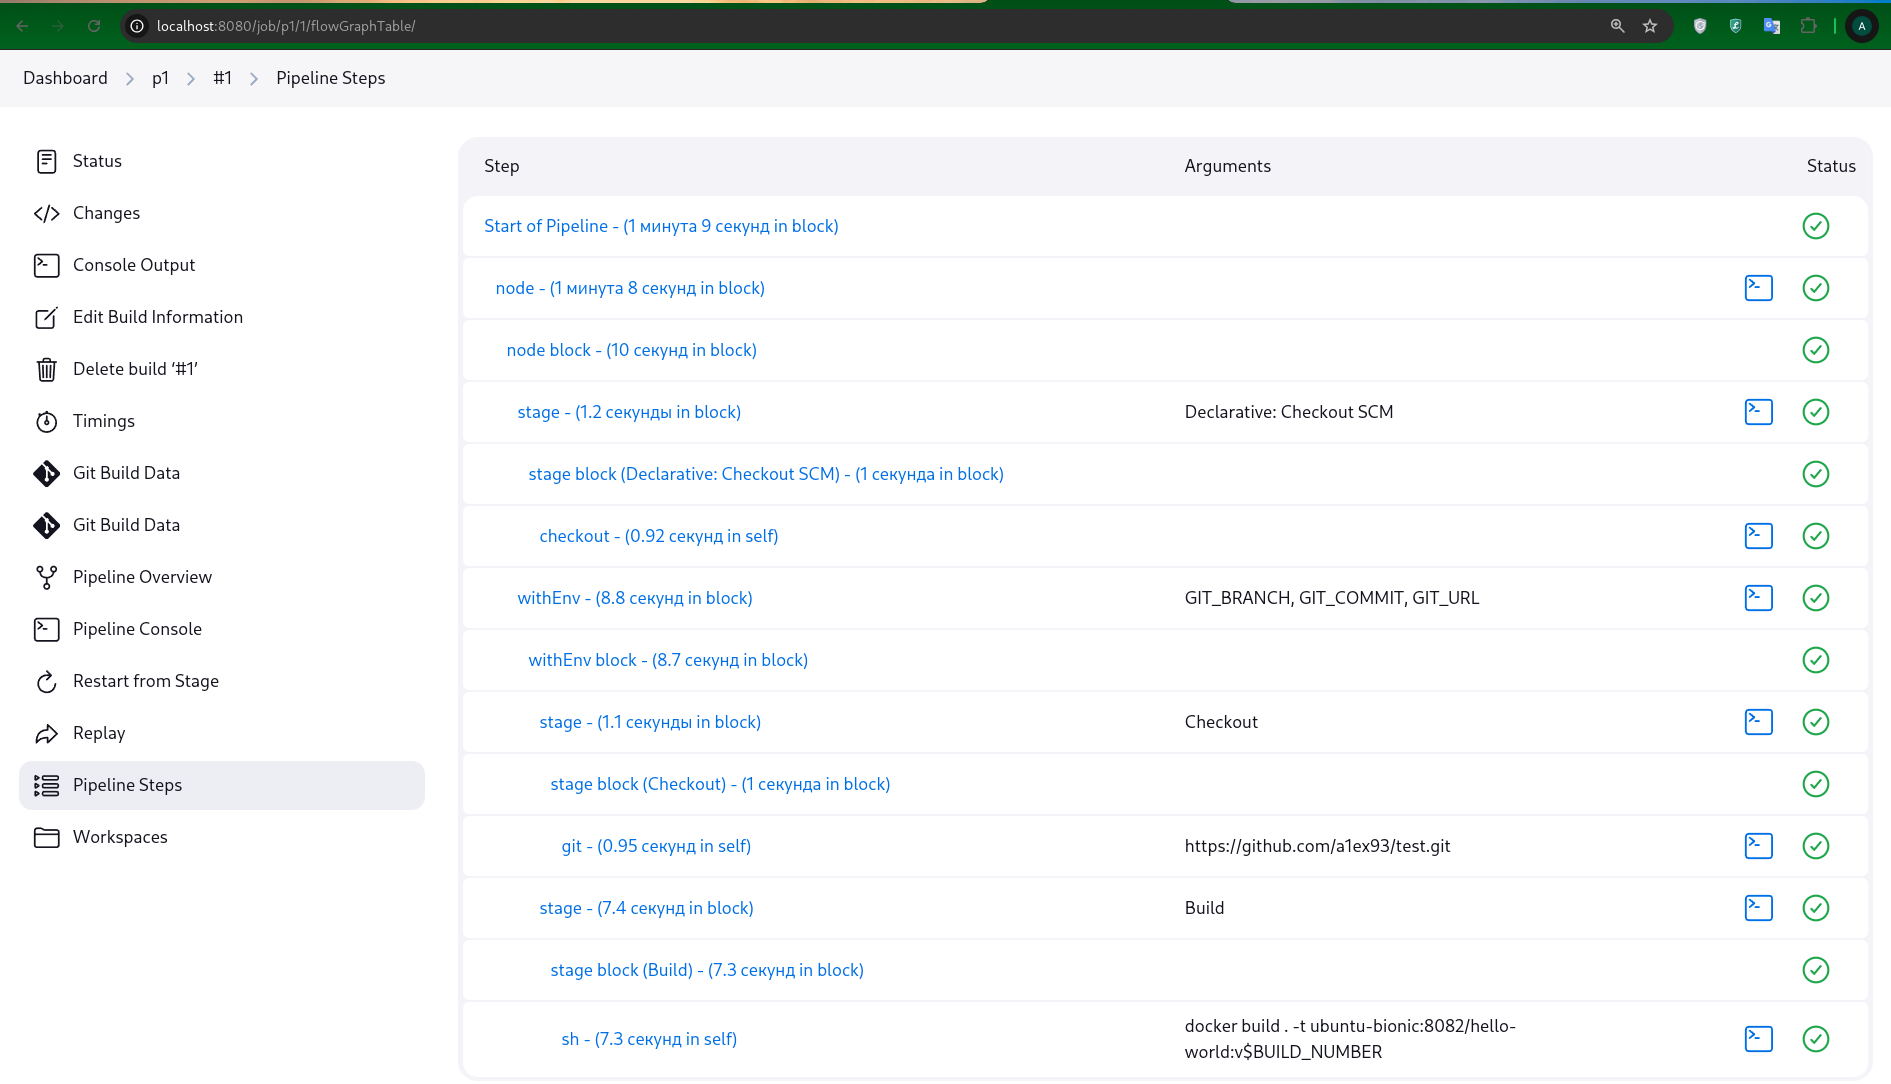 localhost:8080/job/p1/1/flowGraphTable/
A
Dashboard p1 #1 Pipeline Steps
Status
Changes
Console Output
Edit Build Information
Delete build ‘#1’
Timings
Git Build Data
Git Build Data
Pipeline Overview
Pipeline Console
Restart from Stage
Replay
Pipeline Steps
Workspaces
Step Arguments Status
Start of Pipeline - (1 минута 9 секунд in block)
node - (1 минута 8 секунд in block)
node block - (10 секунд in block)
stage - (1.2 секунды in block) Declarative: Checkout SCM
stage block (Declarative: Checkout SCM) - (1 секунда in block)
checkout - (0.92 секунд in self)
withEnv - (8.8 секунд in block) GIT_BRANCH, GIT_COMMIT, GIT_URL
withEnv block - (8.7 секунд in block)
stage - (1.1 секунды in block) Checkout
stage block (Checkout) - (1 секунда in block)
git - (0.95 секунд in self) https://github.com/a1ex93/test.git
stage - (7.4 секунд in block) Build
stage block (Build) - (7.3 секунд in block)
sh - (7.3 секунд in self) docker build . -t ubuntu-bionic:8082/hello-
world:v$BUILD_NUMBER